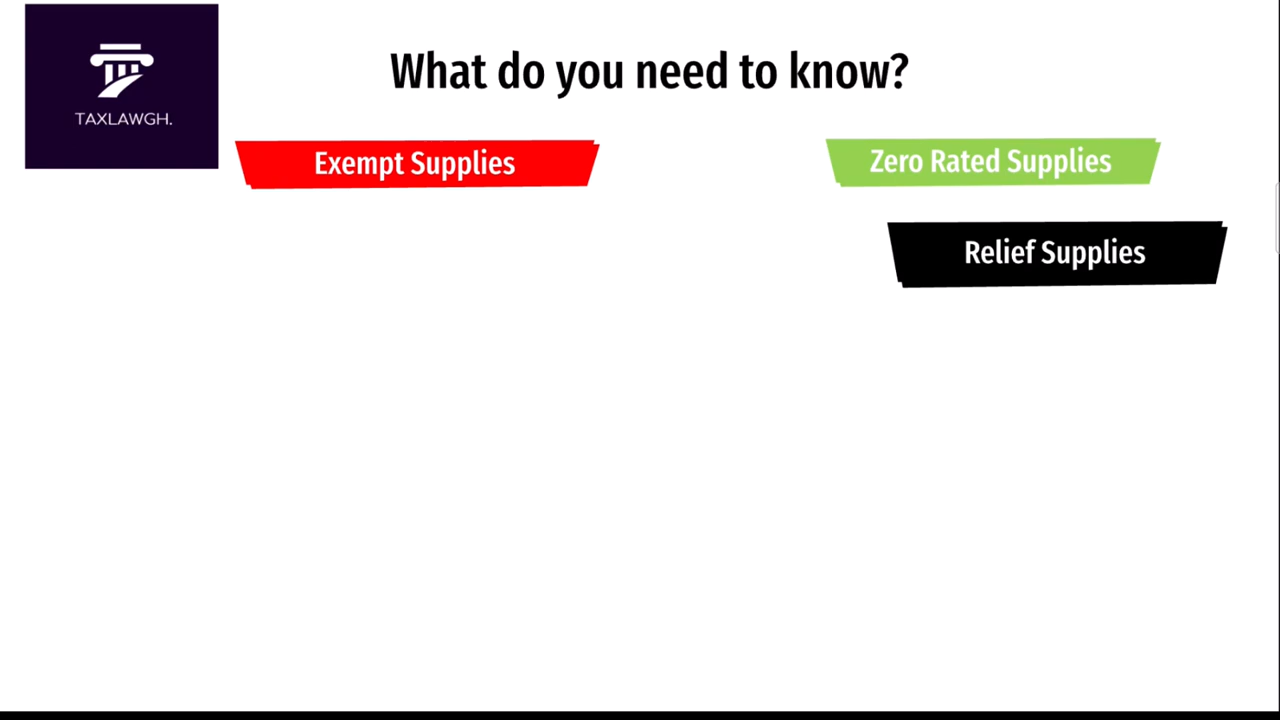 TAXLAWGH.
What do you need to know?
Exempt Supplies
Zero Rated Supplies
Relief Supplies